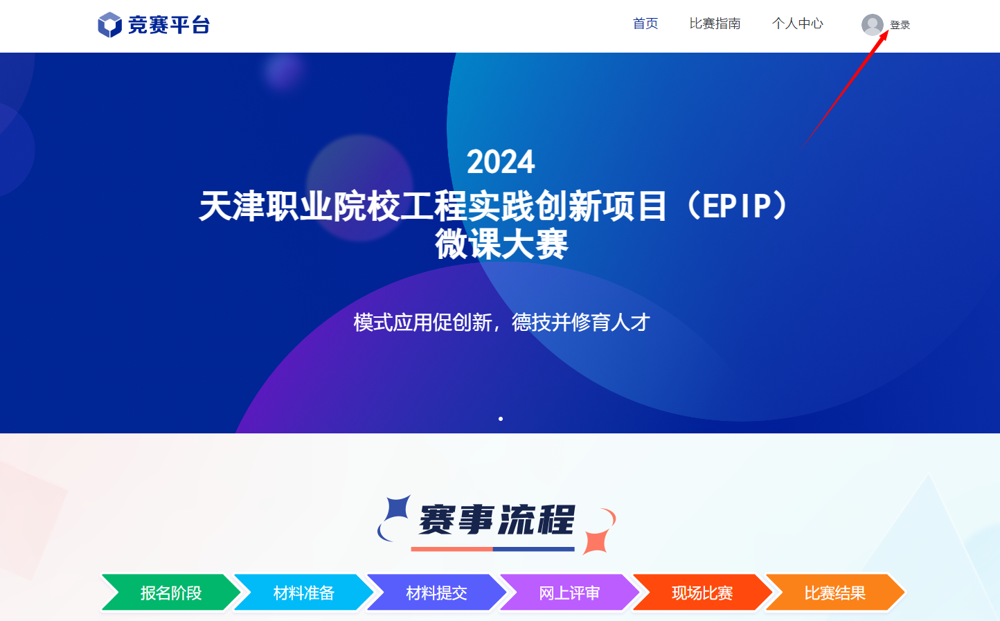 竞赛平台
首页 比赛指南 个人中心 登录
2024
天津职业院校工程实践创新项目（EPIP）
微课大赛
模式应用促创新，德技并修育人才
赛事流程
报名阶段 材料准备 材料提交 网上评审 现场比赛 比赛结果